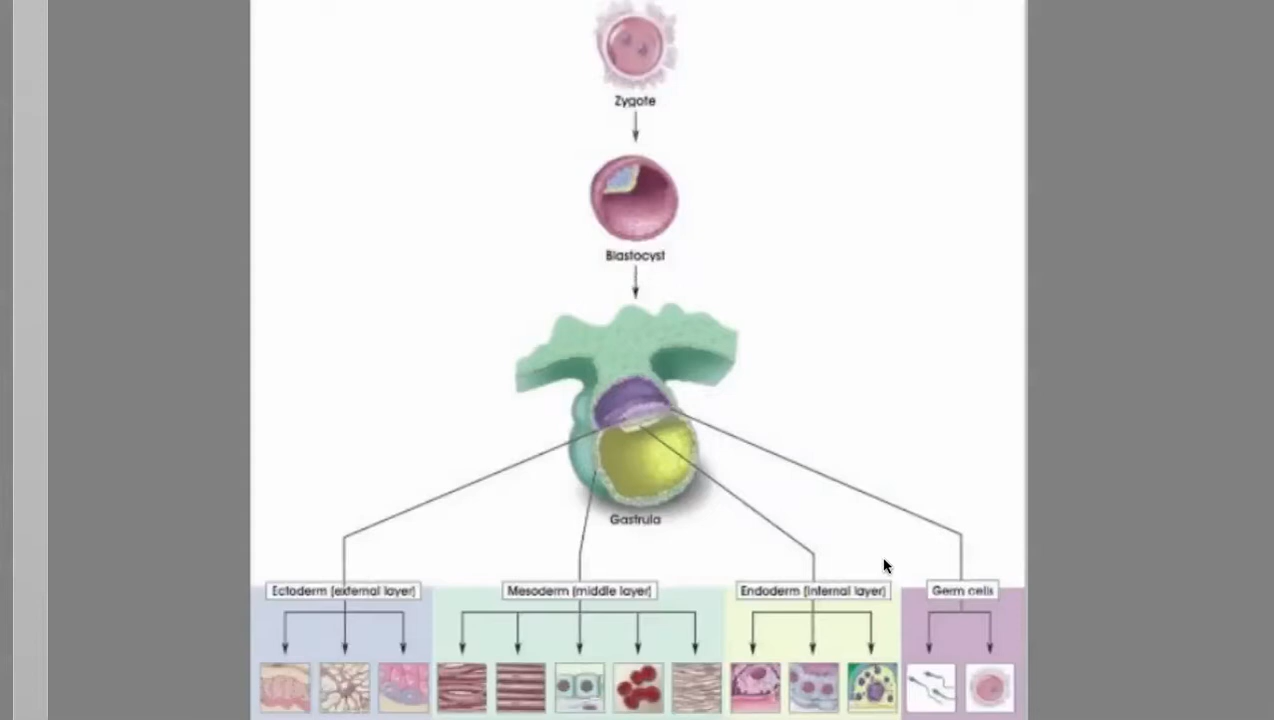 Zygote
Blastocyst
Gastrula
Ectoderm (external layer)
Mesoderm (middle layer)
Endoderm (internal layer)
Germ cells